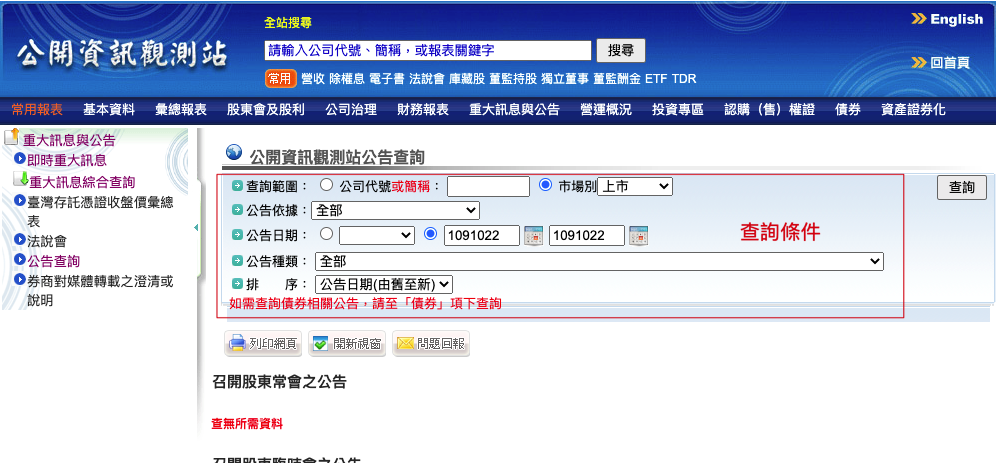 全站搜尋
English
公開資訊觀測站
請輸入公司代號、簡稱，或報表關鍵字
搜尋
回首頁
常用 營收 除權息 電子書 法說會 庫藏股 董監持股 獨立董事 董監酬金 ETF TDR
常用報表 基本資料 彙總報表 股東會及股利 公司治理 財務報表 重大訊息與公告 營運概況 投資專區 認購（售）權證 債券 資產證券化
重大訊息與公告
即時重大訊息
重大訊息綜合查詢
臺灣存託憑證收盤價彙總
表
法說會
公告查詢
券商對媒體轉載之澄清或
說明
公開資訊觀測站公告查詢
查詢範圍： 公司代號或簡稱： 市場別 上市
查詢
公告依據： 全部
公告日期： 1091022 1091022
查詢條件
公告種類： 全部
排 序： 公告日期(由舊至新)
如需查詢債券相關公告，請至「債券」項下查詢
列印網頁 開新視窗 問題回報
召開股東常會之公告
查無所需資料
召開股東臨時會之公告